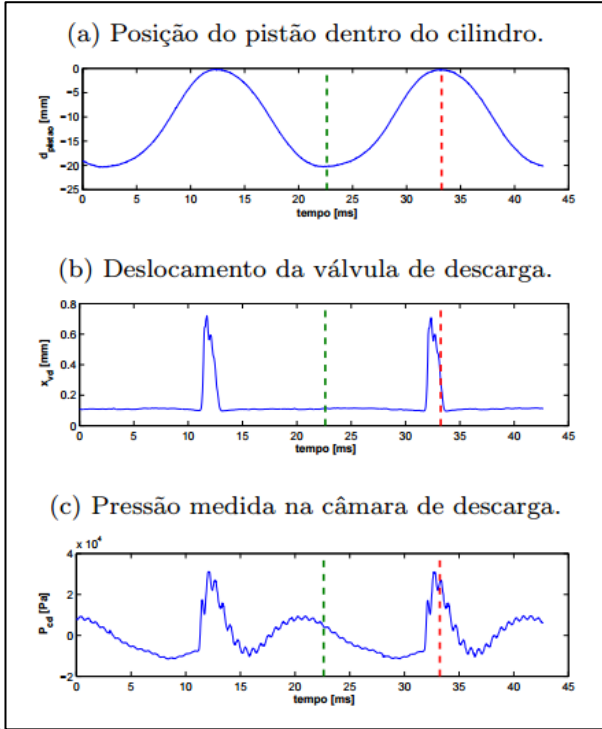 (a) Posição do pistão dentro do cilindro.
0
−5
−10
−15
−20
−25
d_pistao [mm]
0 5 10 15 20 25 30 35 40 45
tempo [ms]
(b) Deslocamento da válvula de descarga.
0.8
0.6
0.4
0.2
0
x_vd [mm]
0 5 10 15 20 25 30 35 40 45
tempo [ms]
(c) Pressão medida na câmara de descarga.
x 10^4
4
2
0
−2
P_cd [Pa]
0 5 10 15 20 25 30 35 40 45
tempo [ms]